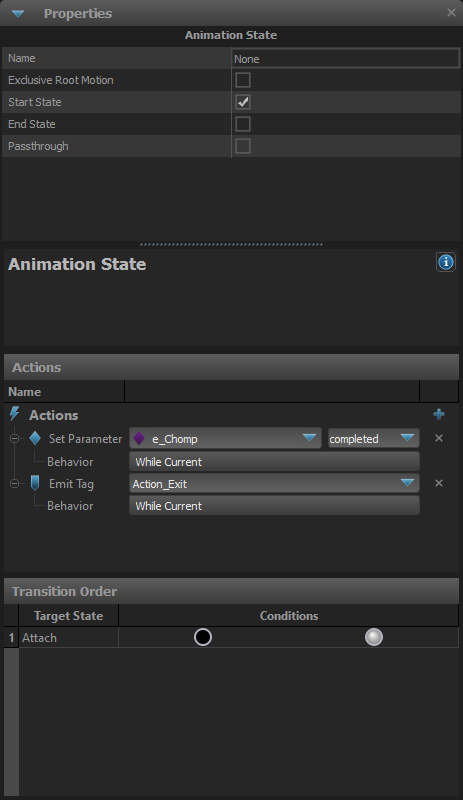 Properties
Animation State
Name None
Exclusive Root Motion
Start State
End State
Passthrough
Animation State
Actions
Name
Actions
Set Parameter e_Chomp completed
Behavior While Current
Emit Tag Action_Exit
Behavior While Current
Transition Order
Target State Conditions
1 Attach